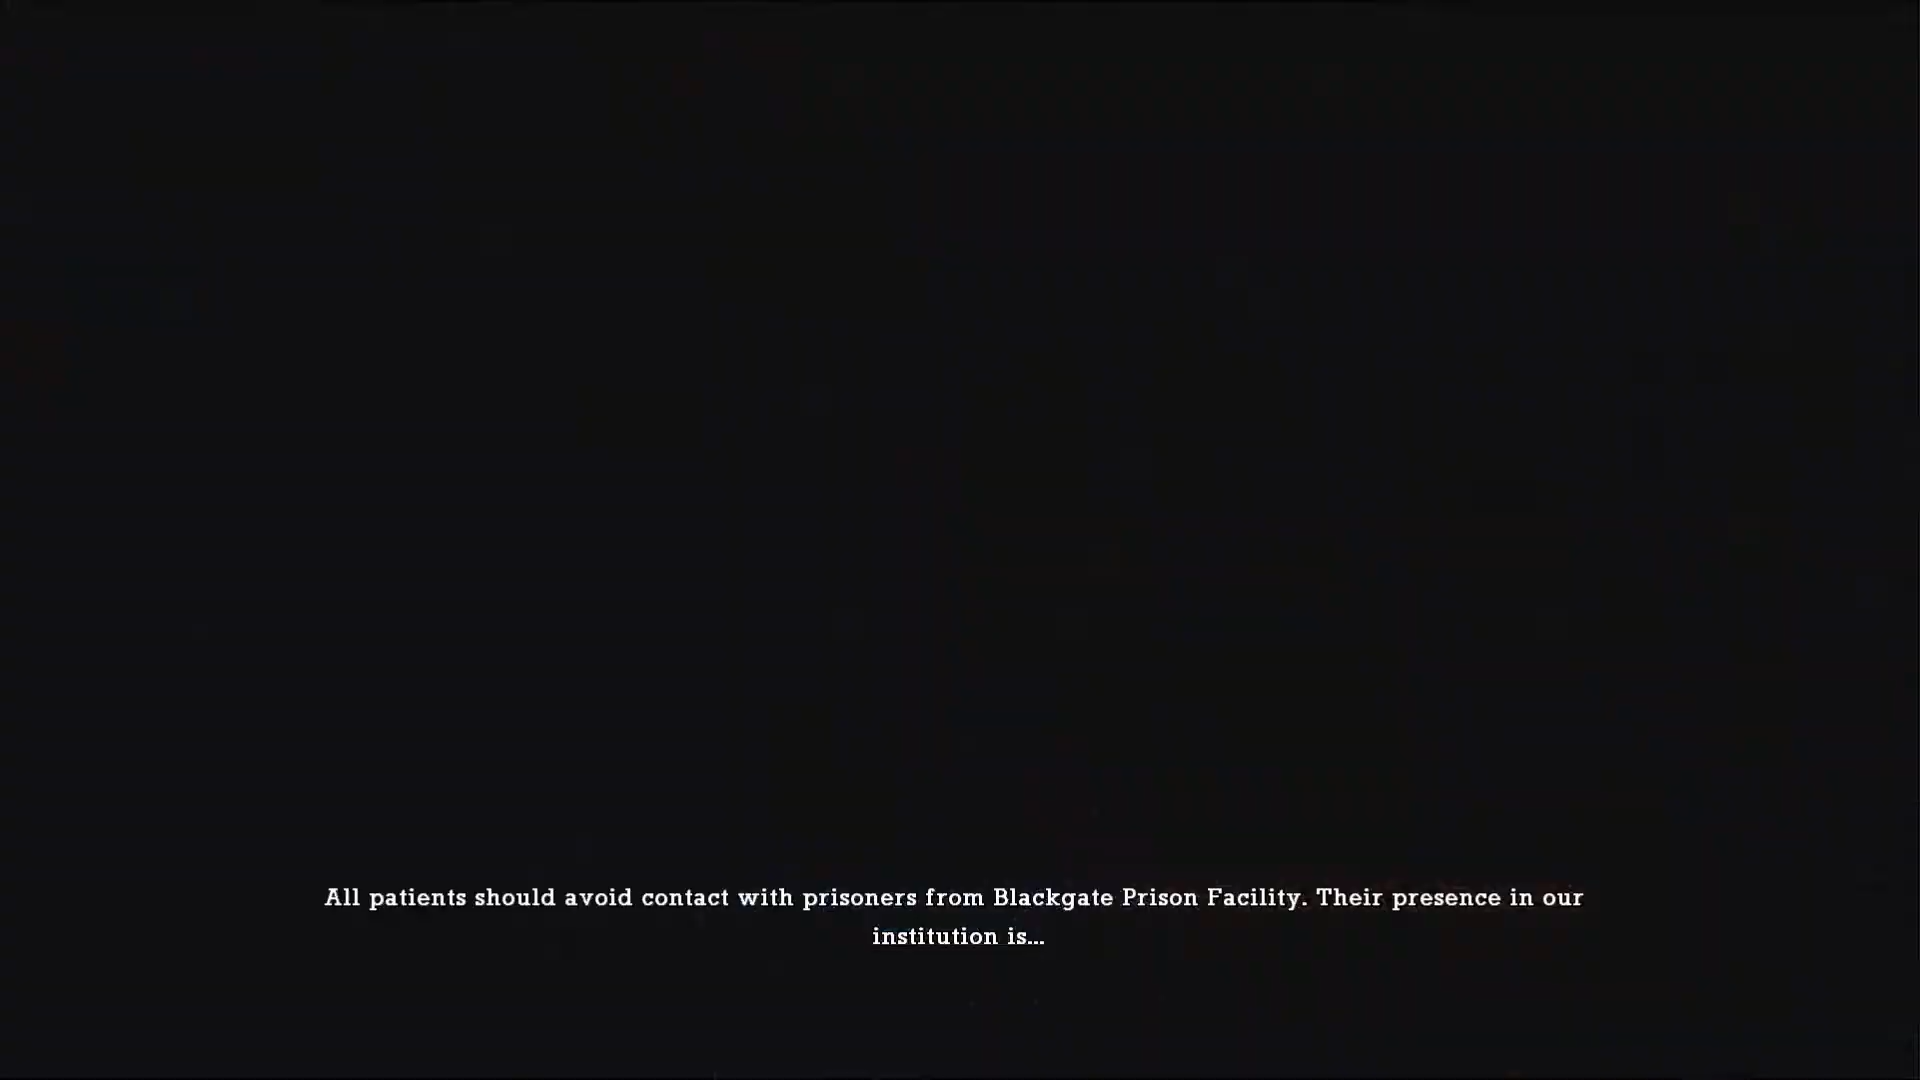 All patients should avoid contact with prisoners from Blackgate Prison Facility. Their presence in our
institution is...